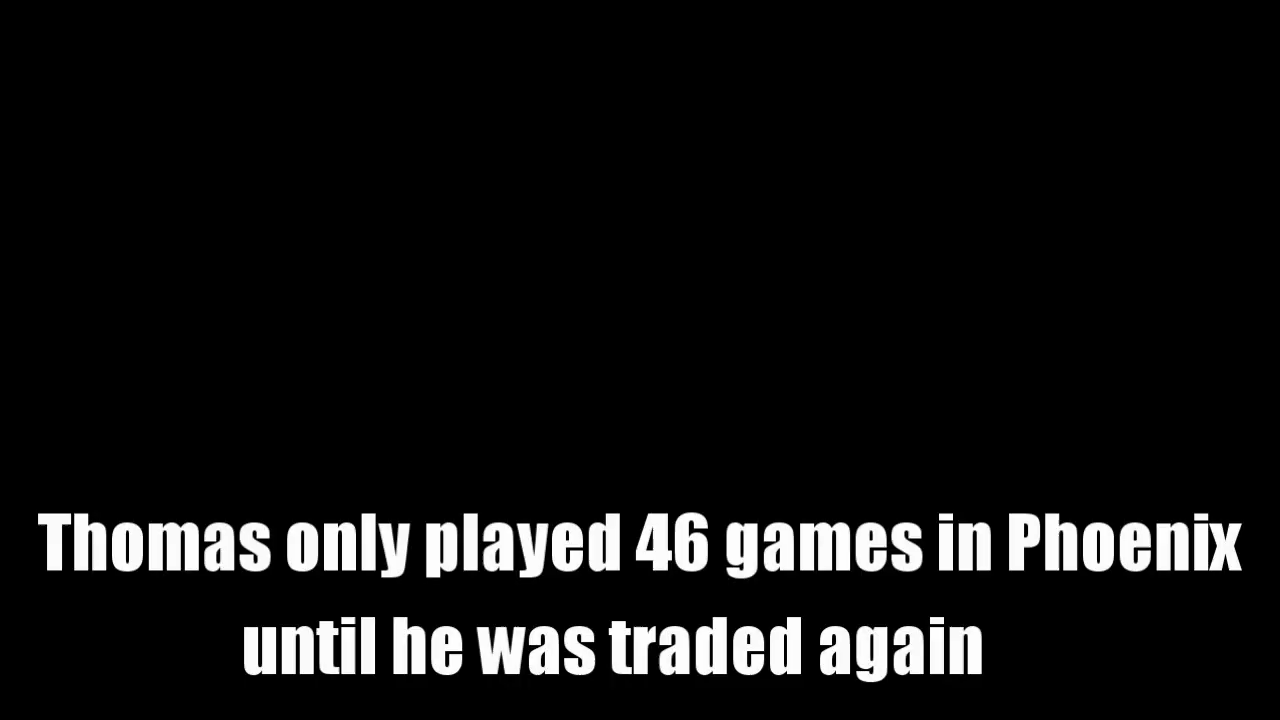 Thomas only played 46 games in Phoenix
until he was traded again